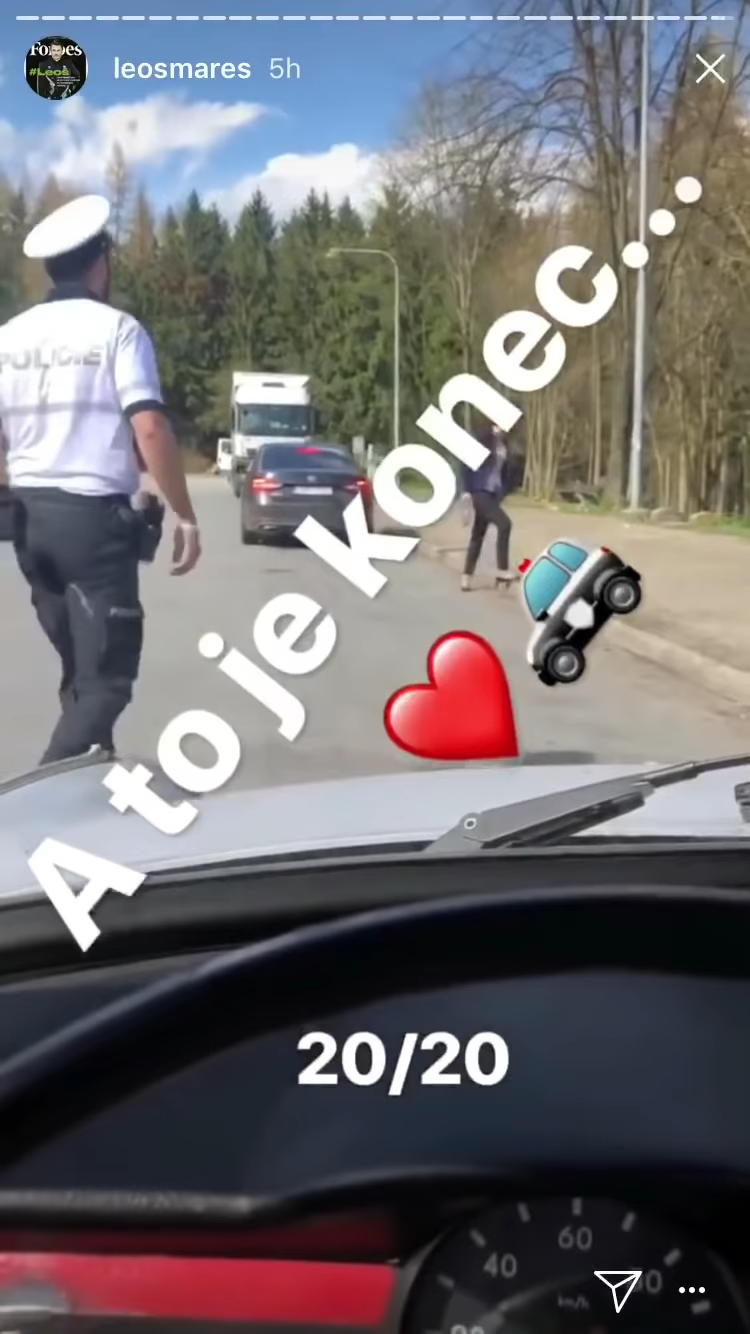 Forbes
#Leoš
leosmares 5h
POLICIE
A to je konec...
20/20
60
40
km/h